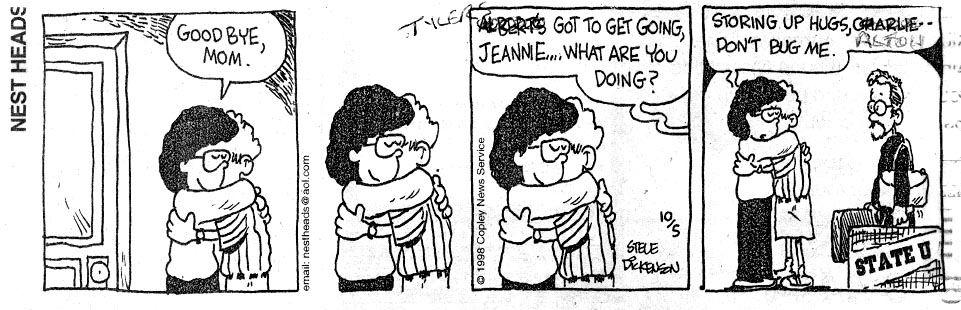 NEST HEADS
GOOD BYE,
MOM.
email: nestheads@aol.com
TYLER'S
ALBERT'S GOT TO GET GOING,
JEANNIE.... WHAT ARE YOU
DOING?
© 1998 Copley News Service
10/5
STEVE
DICKENSON
STORING UP HUGS, CHARLIE--
ALTON
DON'T BUG ME.
STATE U